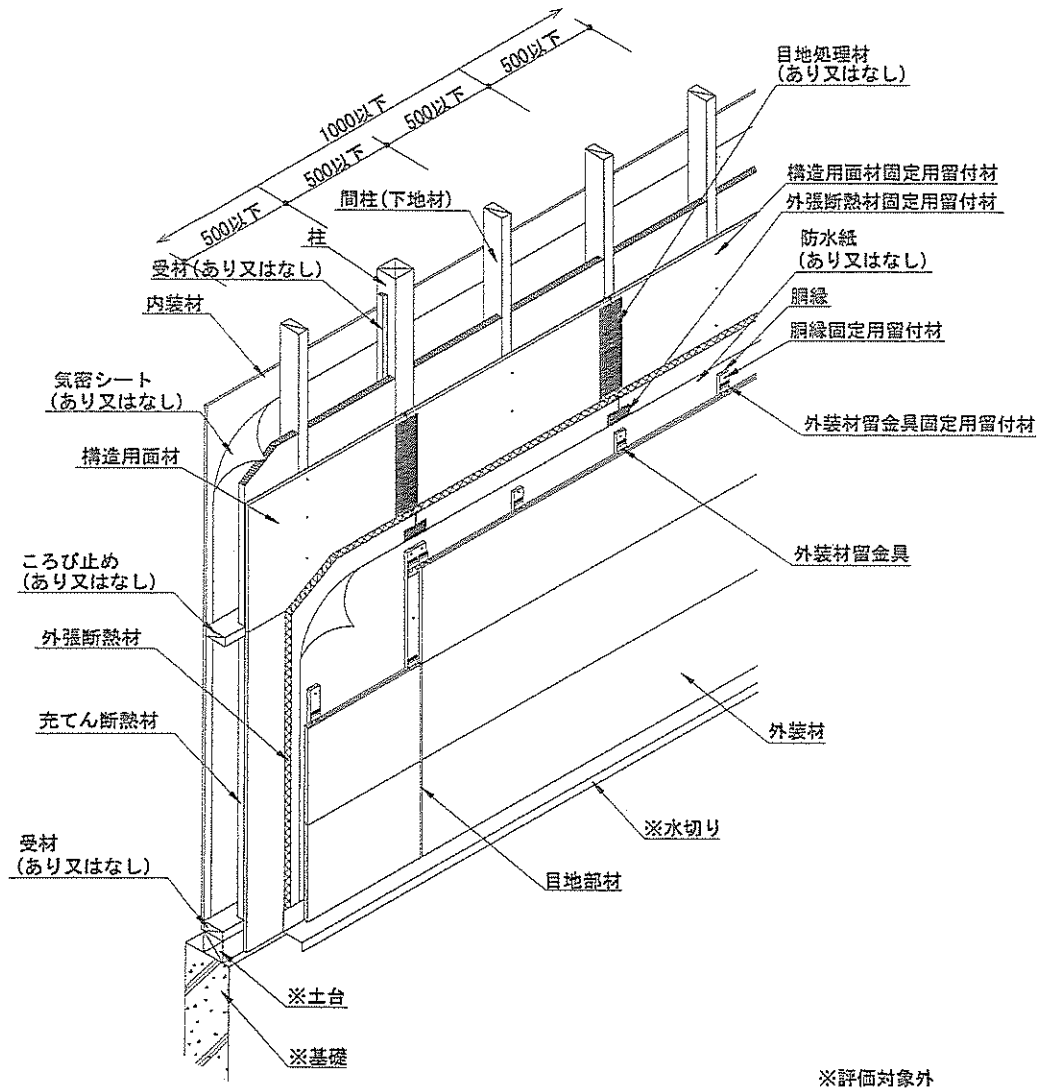 500以下
1000以下
500以下
500以下
500以下
目地処理材
(あり又はなし)
構造用面材固定用留付材
外張断熱材固定用留付材
間柱(下地材)
防水紙
(あり又はなし)
柱
受材(あり又はなし)
胴縁
内装材
胴縁固定用留付材
気密シート
(あり又はなし)
外装材留金具固定用留付材
構造用面材
外装材留金具
ころび止め
(あり又はなし)
外張断熱材
充てん断熱材
外装材
※水切り
受材
(あり又はなし)
目地部材
※土台
※基礎
※評価対象外